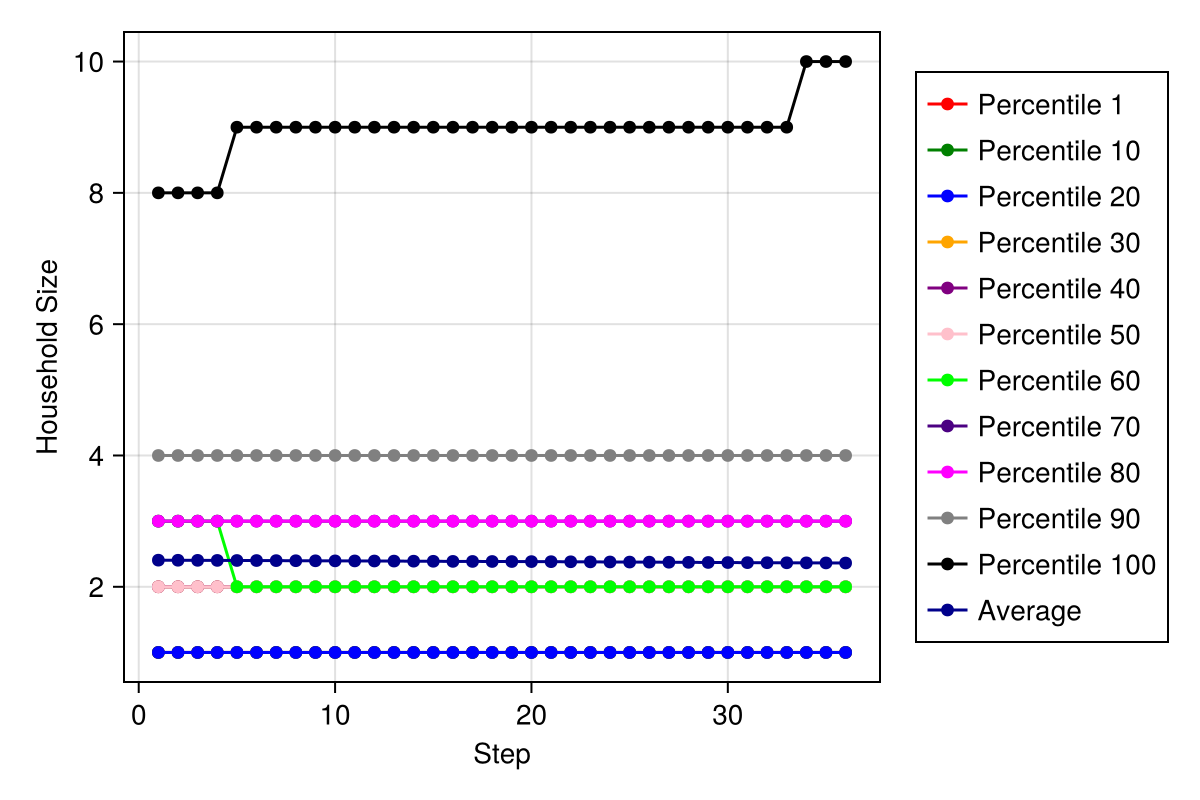 10
8
6
4
2
Household Size
0
10
20
30
Step
Percentile 1
Percentile 10
Percentile 20
Percentile 30
Percentile 40
Percentile 50
Percentile 60
Percentile 70
Percentile 80
Percentile 90
Percentile 100
Average